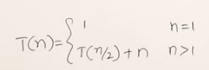 T(n)={ 1 n=1
T(n/2)+n n>1